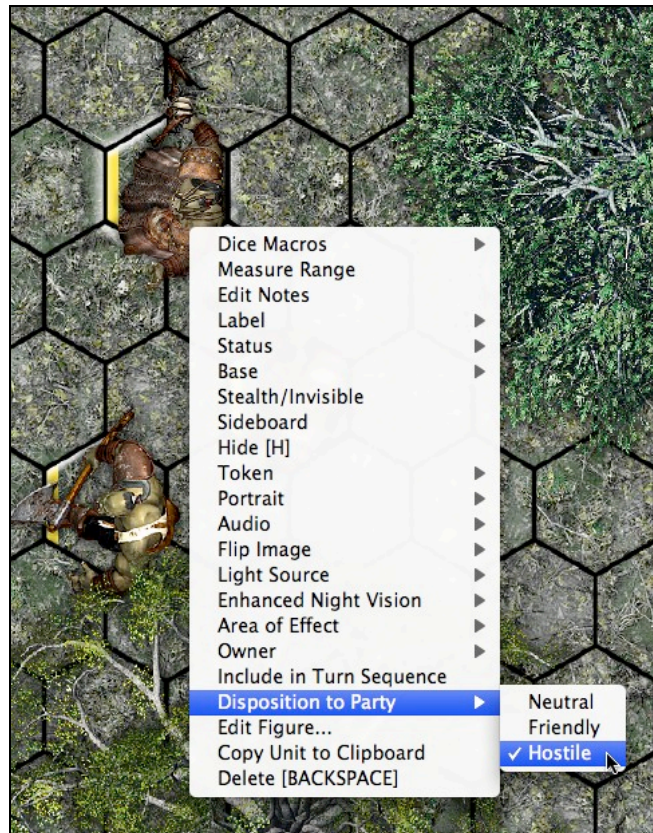 Dice Macros
Measure Range
Edit Notes
Label
Status
Base
Stealth/Invisible
Sideboard
Hide [H]
Token
Portrait
Audio
Flip Image
Light Source
Enhanced Night Vision
Area of Effect
Owner
Include in Turn Sequence
Disposition to Party
Neutral
Friendly
✓ Hostile
Edit Figure...
Copy Unit to Clipboard
Delete [BACKSPACE]